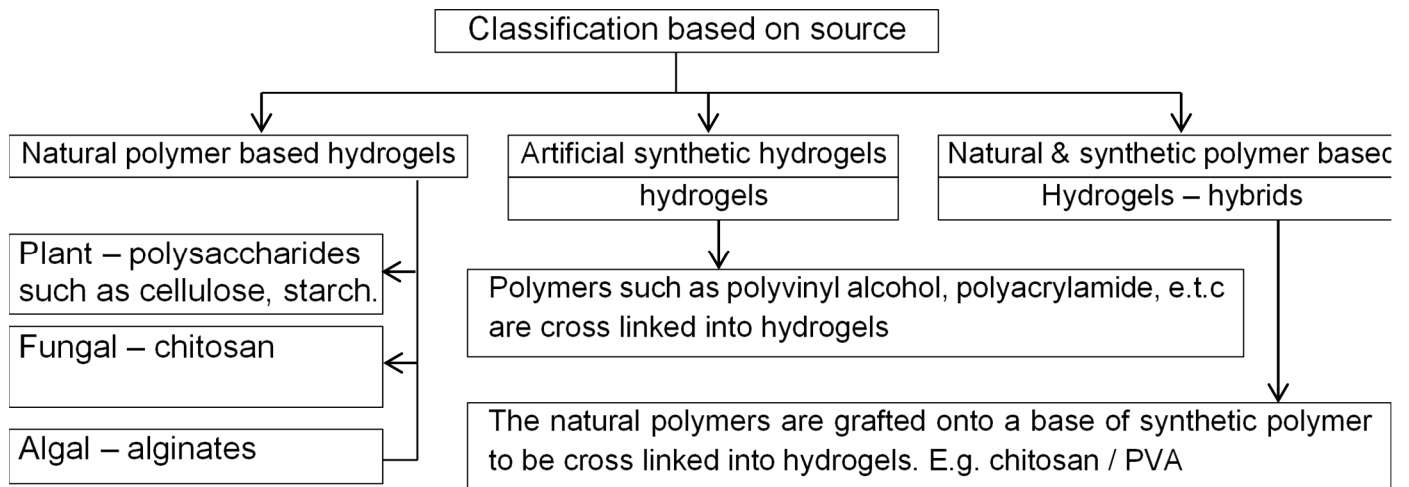 Classification based on source
Natural polymer based hydrogels
Artificial synthetic hydrogels
hydrogels
Natural & synthetic polymer based
Hydrogels – hybrids
Plant – polysaccharides
such as cellulose, starch.
Fungal – chitosan
Algal – alginates
Polymers such as polyvinyl alcohol, polyacrylamide, e.t.c
are cross linked into hydrogels
The natural polymers are grafted onto a base of synthetic polymer
to be cross linked into hydrogels. E.g. chitosan / PVA